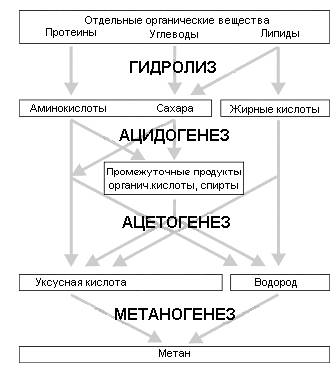 Отдельные органические вещества
Протеины Углеводы Липиды
ГИДРОЛИЗ
Аминокислоты Сахара Жирные кислоты
АЦИДОГЕНЕЗ
Промежуточные продукты
органич.кислоты, спирты
АЦЕТОГЕНЕЗ
Уксусная кислота Водород
МЕТАНОГЕНЕЗ
Метан